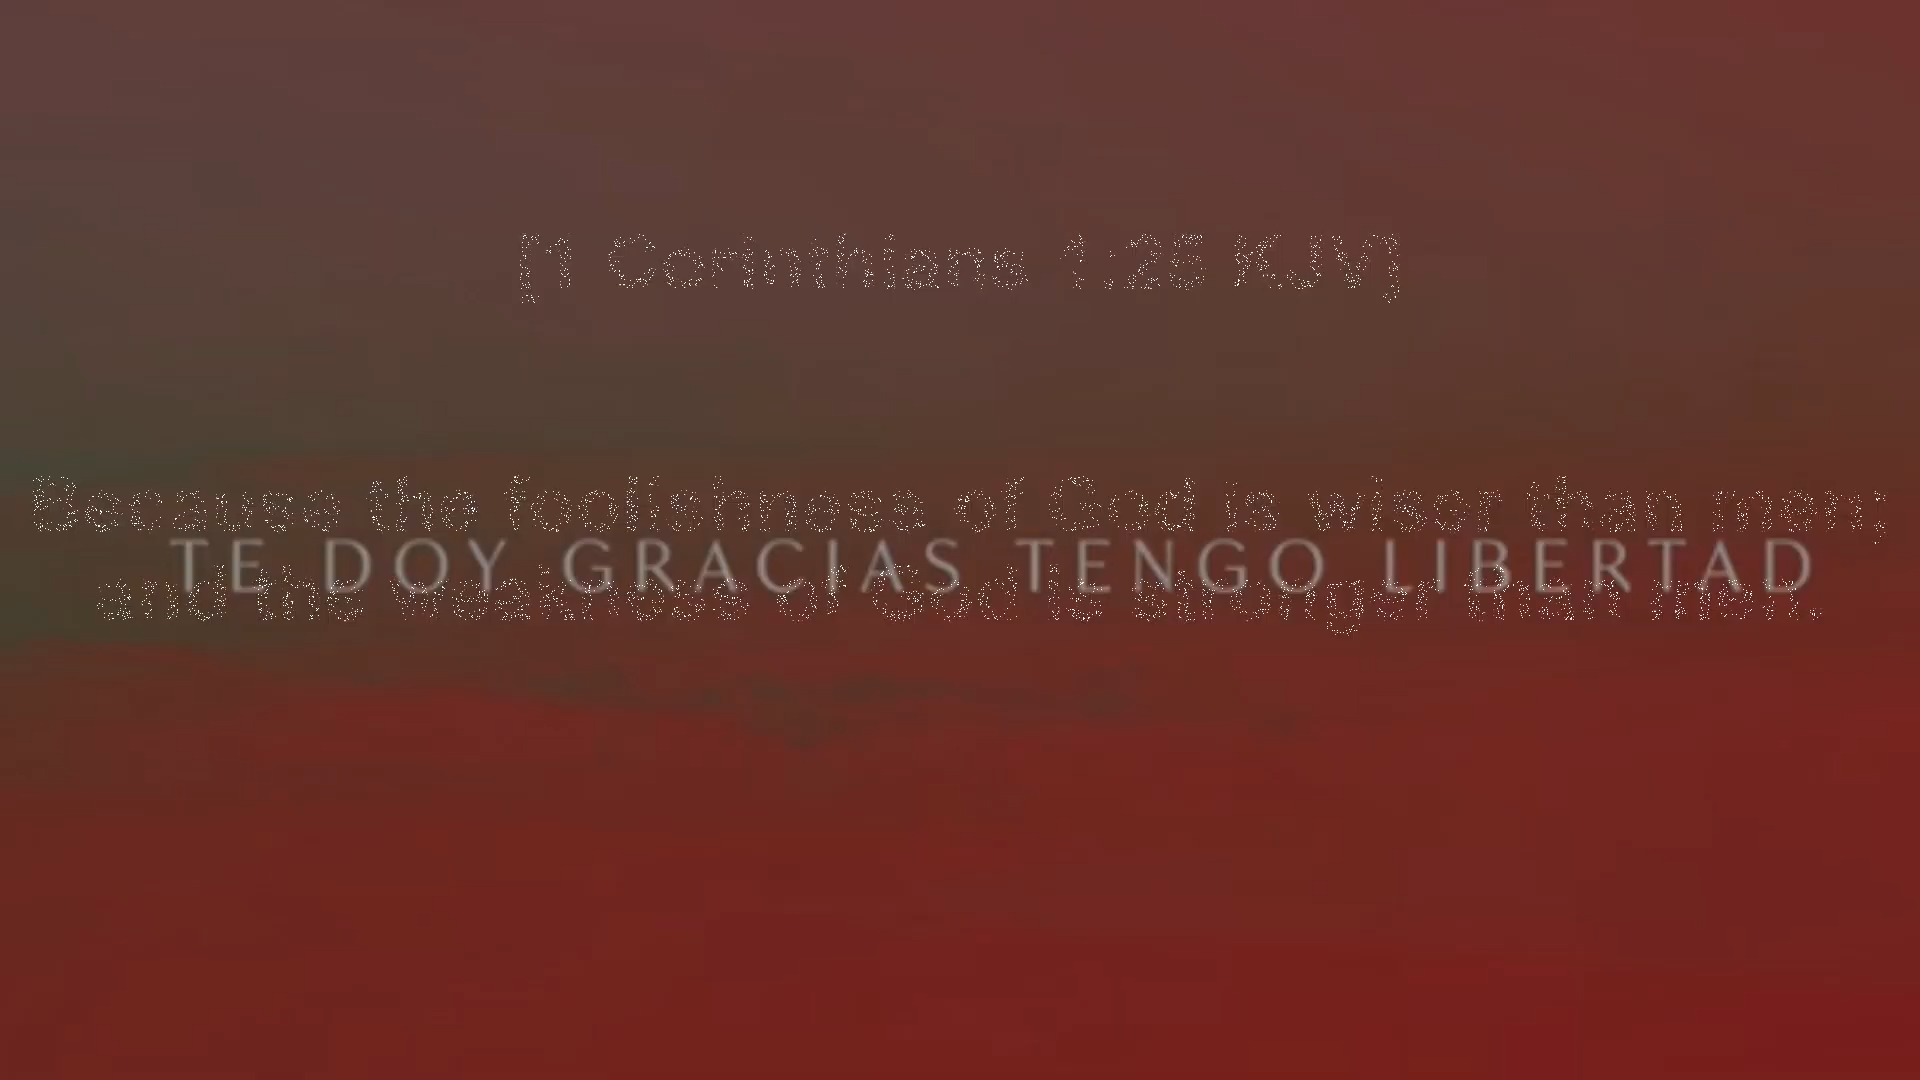 [1 Corinthians 1:25 KJV]
Because the foolishness of God is wiser than men;
TE DOY GRACIAS TENGO LIBERTAD
and the weakness of God is stronger than men.